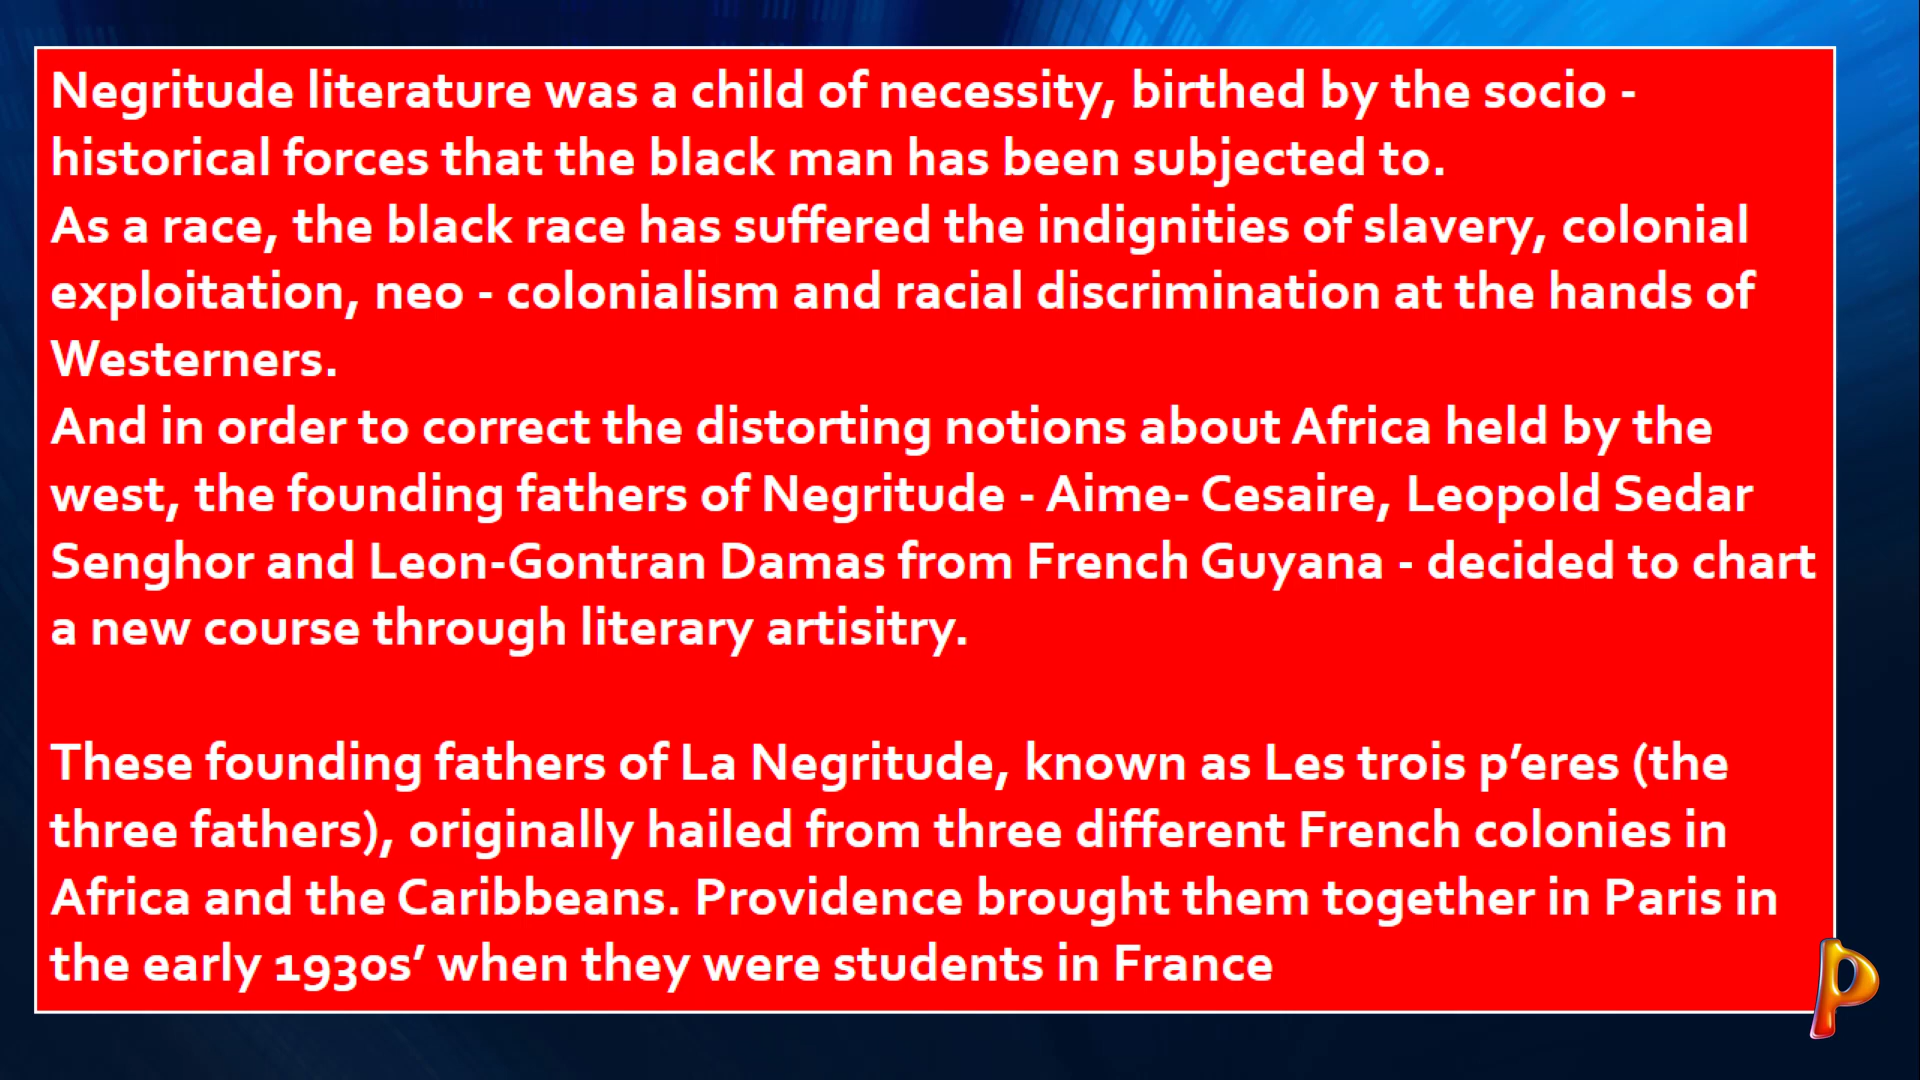 Negritude literature was a child of necessity, birthed by the socio -
historical forces that the black man has been subjected to.
As a race, the black race has suffered the indignities of slavery, colonial
exploitation, neo - colonialism and racial discrimination at the hands of
Westerners.
And in order to correct the distorting notions about Africa held by the
west, the founding fathers of Negritude - Aime- Cesaire, Leopold Sedar
Senghor and Leon-Gontran Damas from French Guyana - decided to chart
a new course through literary artisitry.
These founding fathers of La Negritude, known as Les trois p’eres (the
three fathers), originally hailed from three different French colonies in
Africa and the Caribbeans. Providence brought them together in Paris in
the early 1930s’ when they were students in France
P